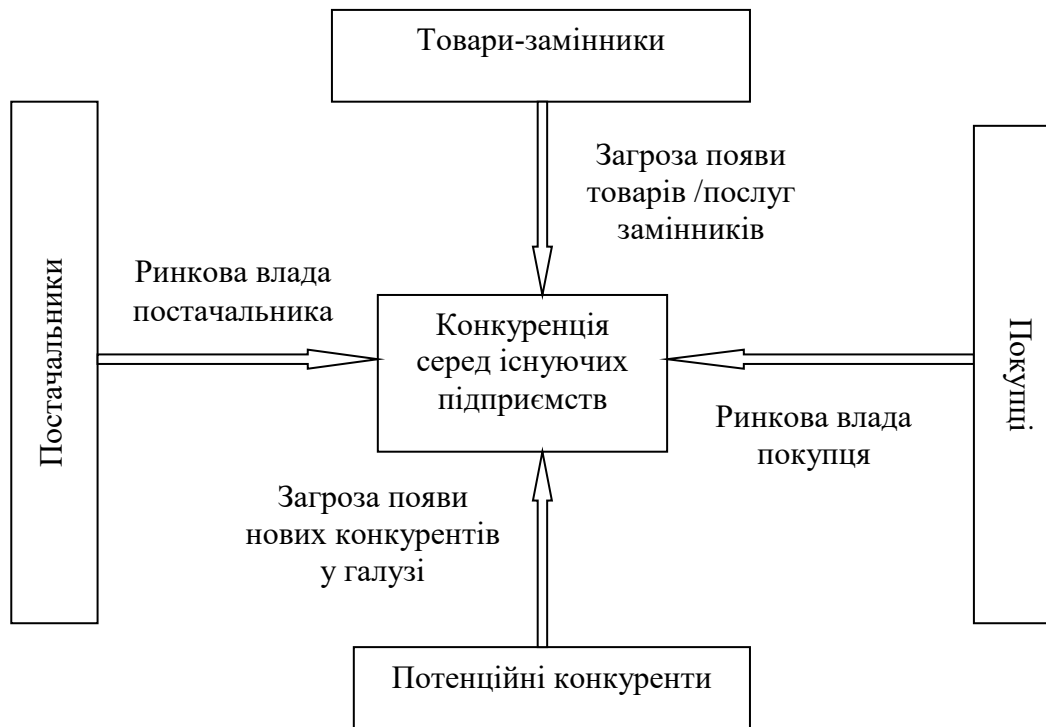 Товари-замінники
Загроза появи
товарів /послуг
замінників
Постачальники
Ринкова влада
постачальника
Конкуренція
серед існуючих
підприємств
Покупці
Ринкова влада
покупця
Загроза появи
нових конкурентів
у галузі
Потенційні конкуренти